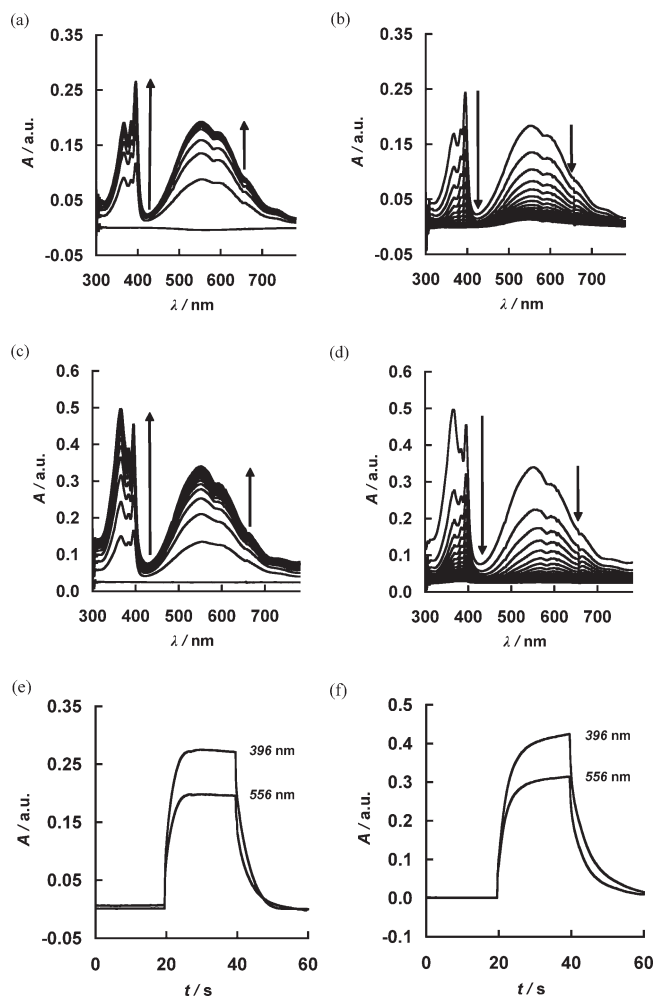 (a)
0.35
0.25
0.15
0.05
-0.05
A / a.u.
300 400 500 600 700
λ / nm
(b)
0.35
0.25
0.15
0.05
-0.05
A / a.u.
300 400 500 600 700
λ / nm
(c)
0.6
0.5
0.4
0.3
0.2
0.1
0.0
A / a.u.
300 400 500 600 700
λ / nm
(d)
0.6
0.5
0.4
0.3
0.2
0.1
0.0
A / a.u.
300 400 500 600 700
λ / nm
(e)
0.35
0.25
0.15
0.05
-0.05
A / a.u.
396 nm
556 nm
0 20 40 60
t / s
(f)
0.5
0.4
0.3
0.2
0.1
0.0
-0.1
A / a.u.
396 nm
556 nm
0 20 40 60
t / s